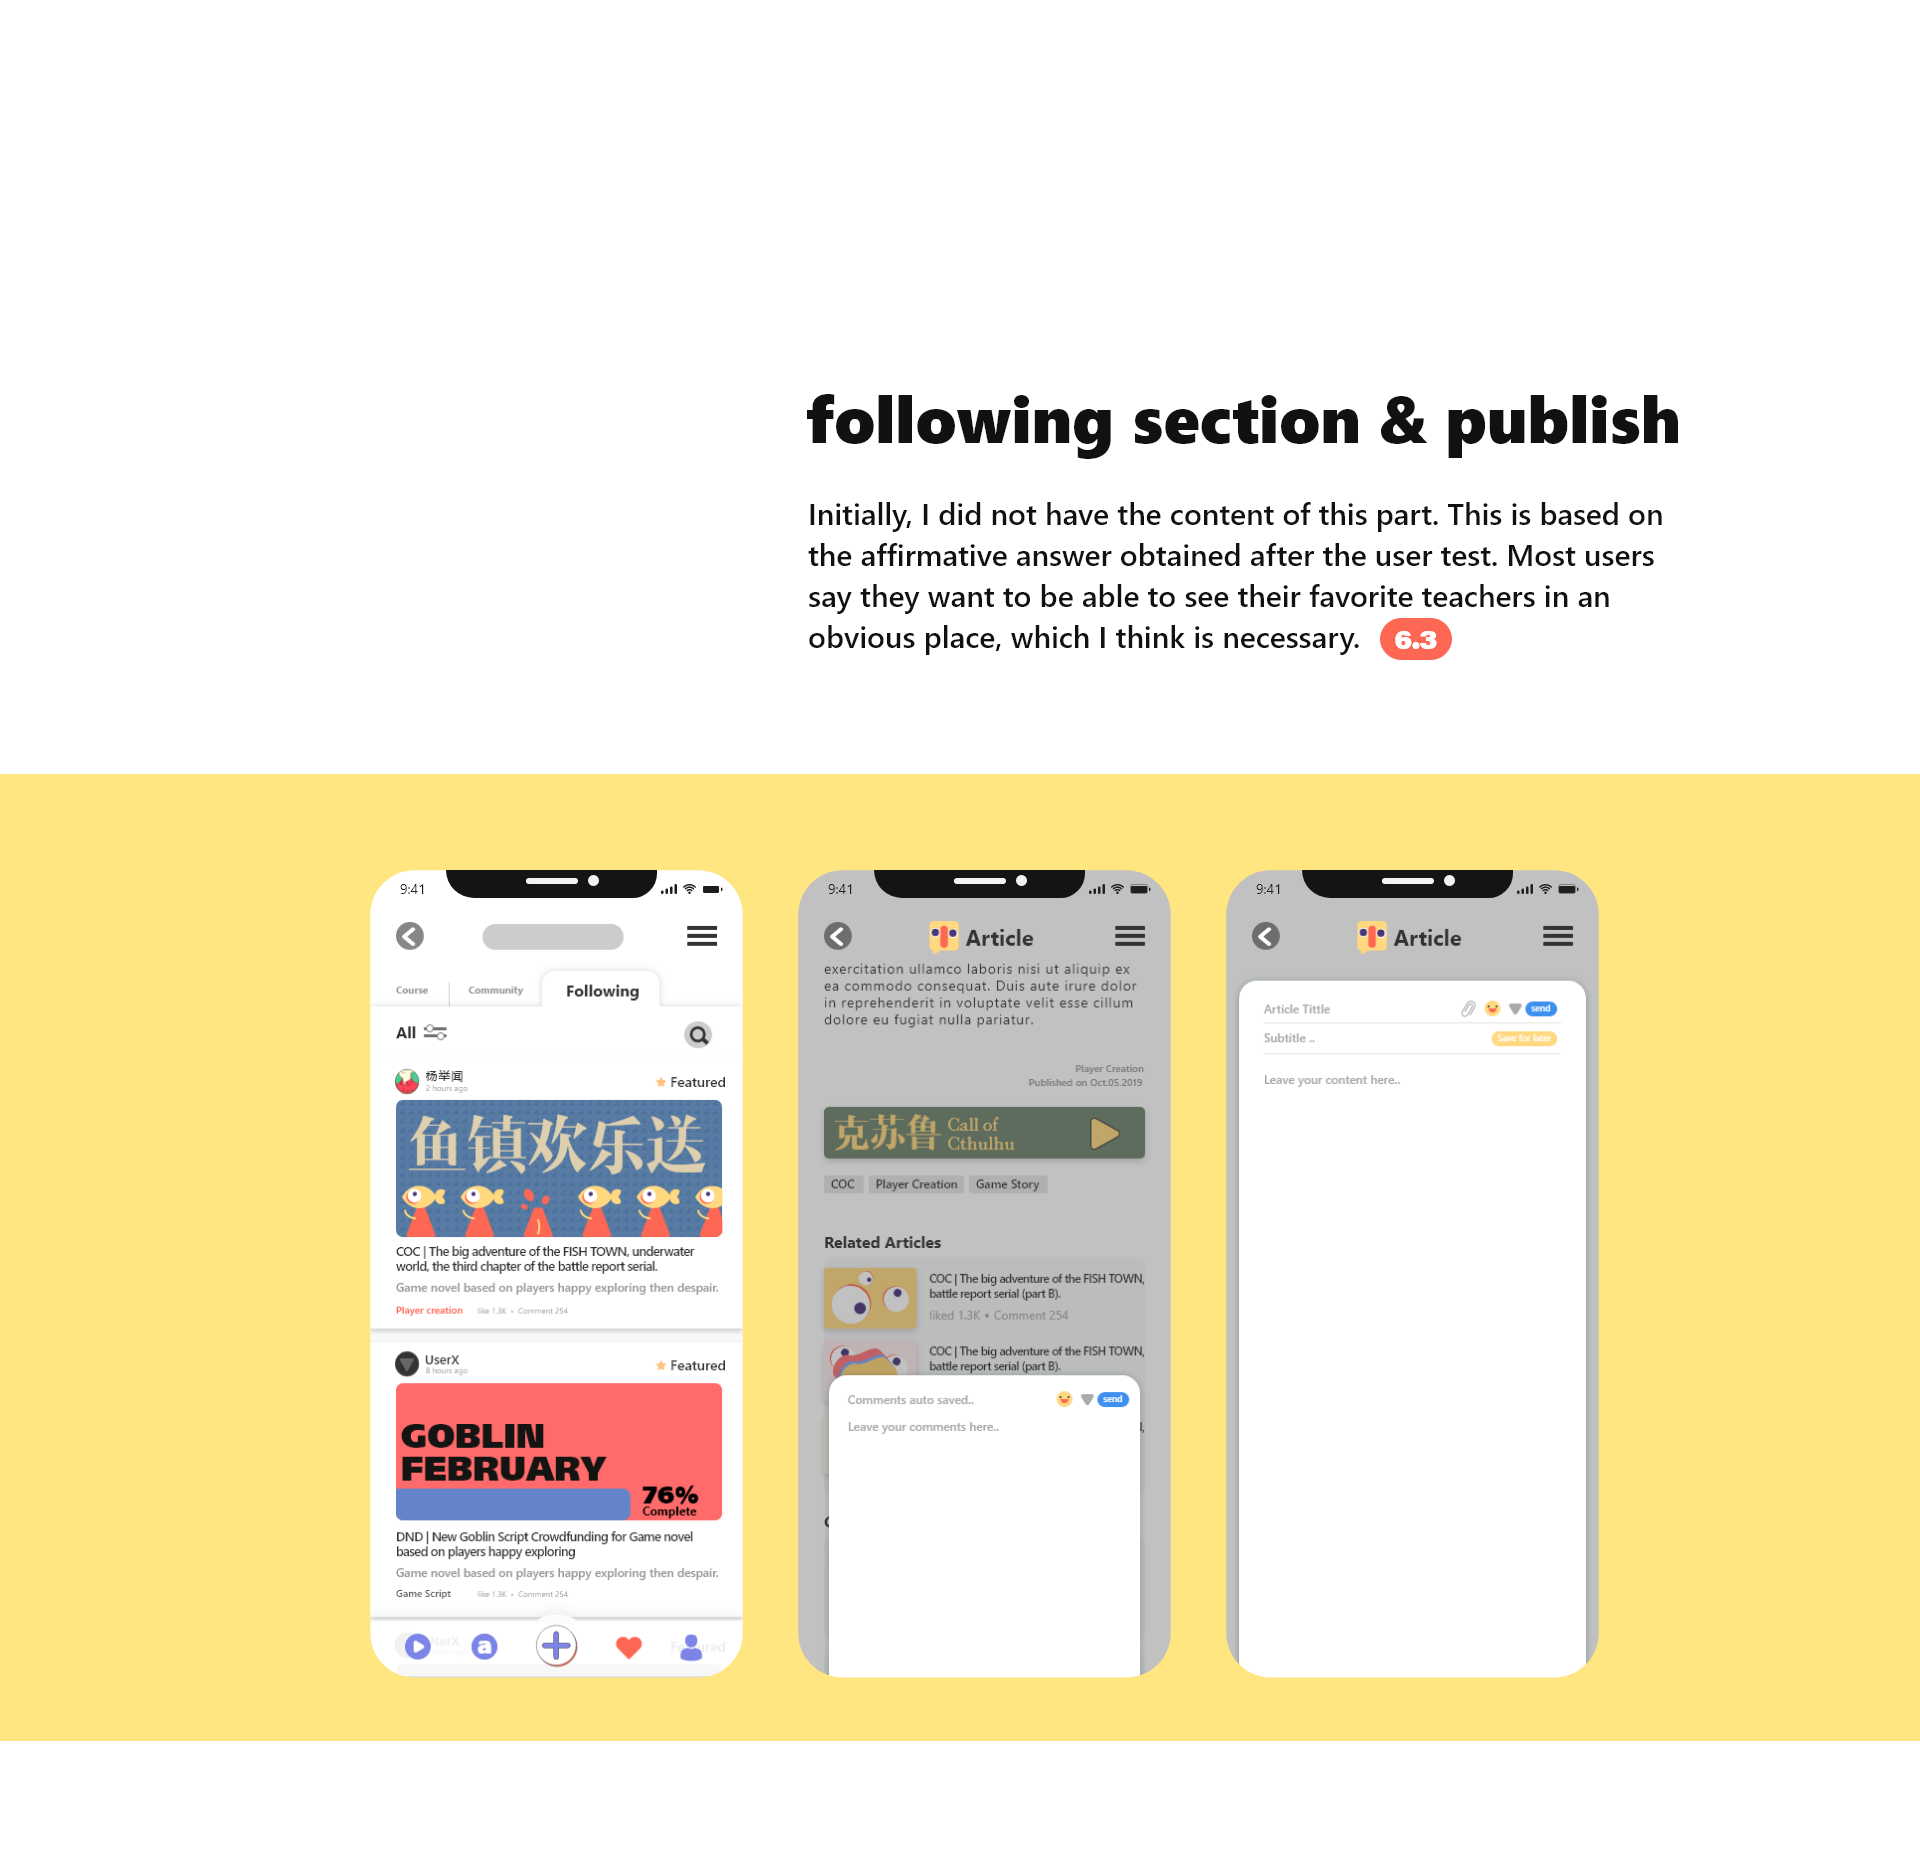 following section & publish
Initially, I did not have the content of this part. This is based on
the affirmative answer obtained after the user test. Most users
say they want to be able to see their favorite teachers in an
obvious place, which I think is necessary. 6.3
9:41
Course
Community
Following
All
杨举闻
2 hours ago
Featured
鱼镇欢乐送
COC | The big adventure of the FISH TOWN, underwater
world, the third chapter of the battle report serial.
Game novel based on players happy exploring then despair.
Player creation like 1.3K • Comment 254
UserX
8 hours ago
Featured
GOBLIN
FEBRUARY
76%
Complete
DND | New Goblin Script Crowdfunding for Game novel
based on players happy exploring
Game novel based on players happy exploring then despair.
Game Script like 1.3K • Comment 254
a
9:41
Article
exercitation ullamco laboris nisi ut aliquip ex
ea commodo consequat. Duis aute irure dolor
in reprehenderit in voluptate velit esse cillum
dolore eu fugiat nulla pariatur.
Player Creation
Published on Oct.05.2019
克苏鲁 Call of
Cthulhu
COC Player Creation Game Story
Related Articles
COC | The big adventure of the FISH TOWN,
battle report serial (part B).
liked 1.3K • Comment 254
COC | The big adventure of the FISH TOWN,
battle report serial (part B).
Comments auto saved.. send
Leave your comments here..
9:41
Article
Article Tittle send
Subtitle .. Save for later
Leave your content here..